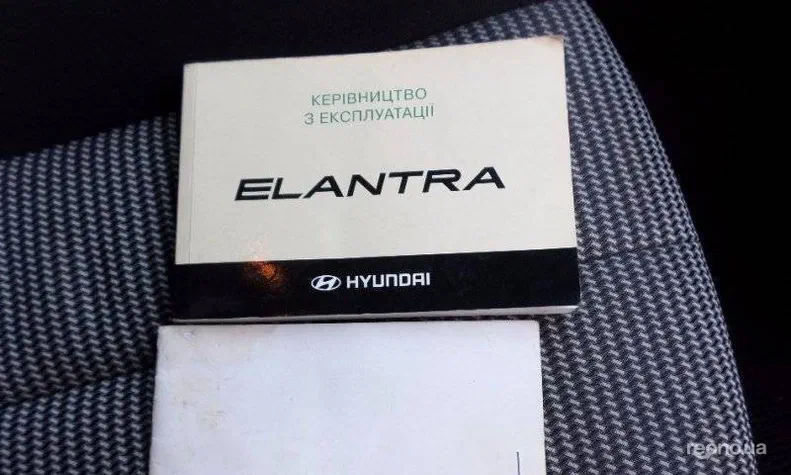 КЕРІВНИЦТВО
З ЕКСПЛУАТАЦІЇ
ELANTRA
HYUNDAI
reono.ua